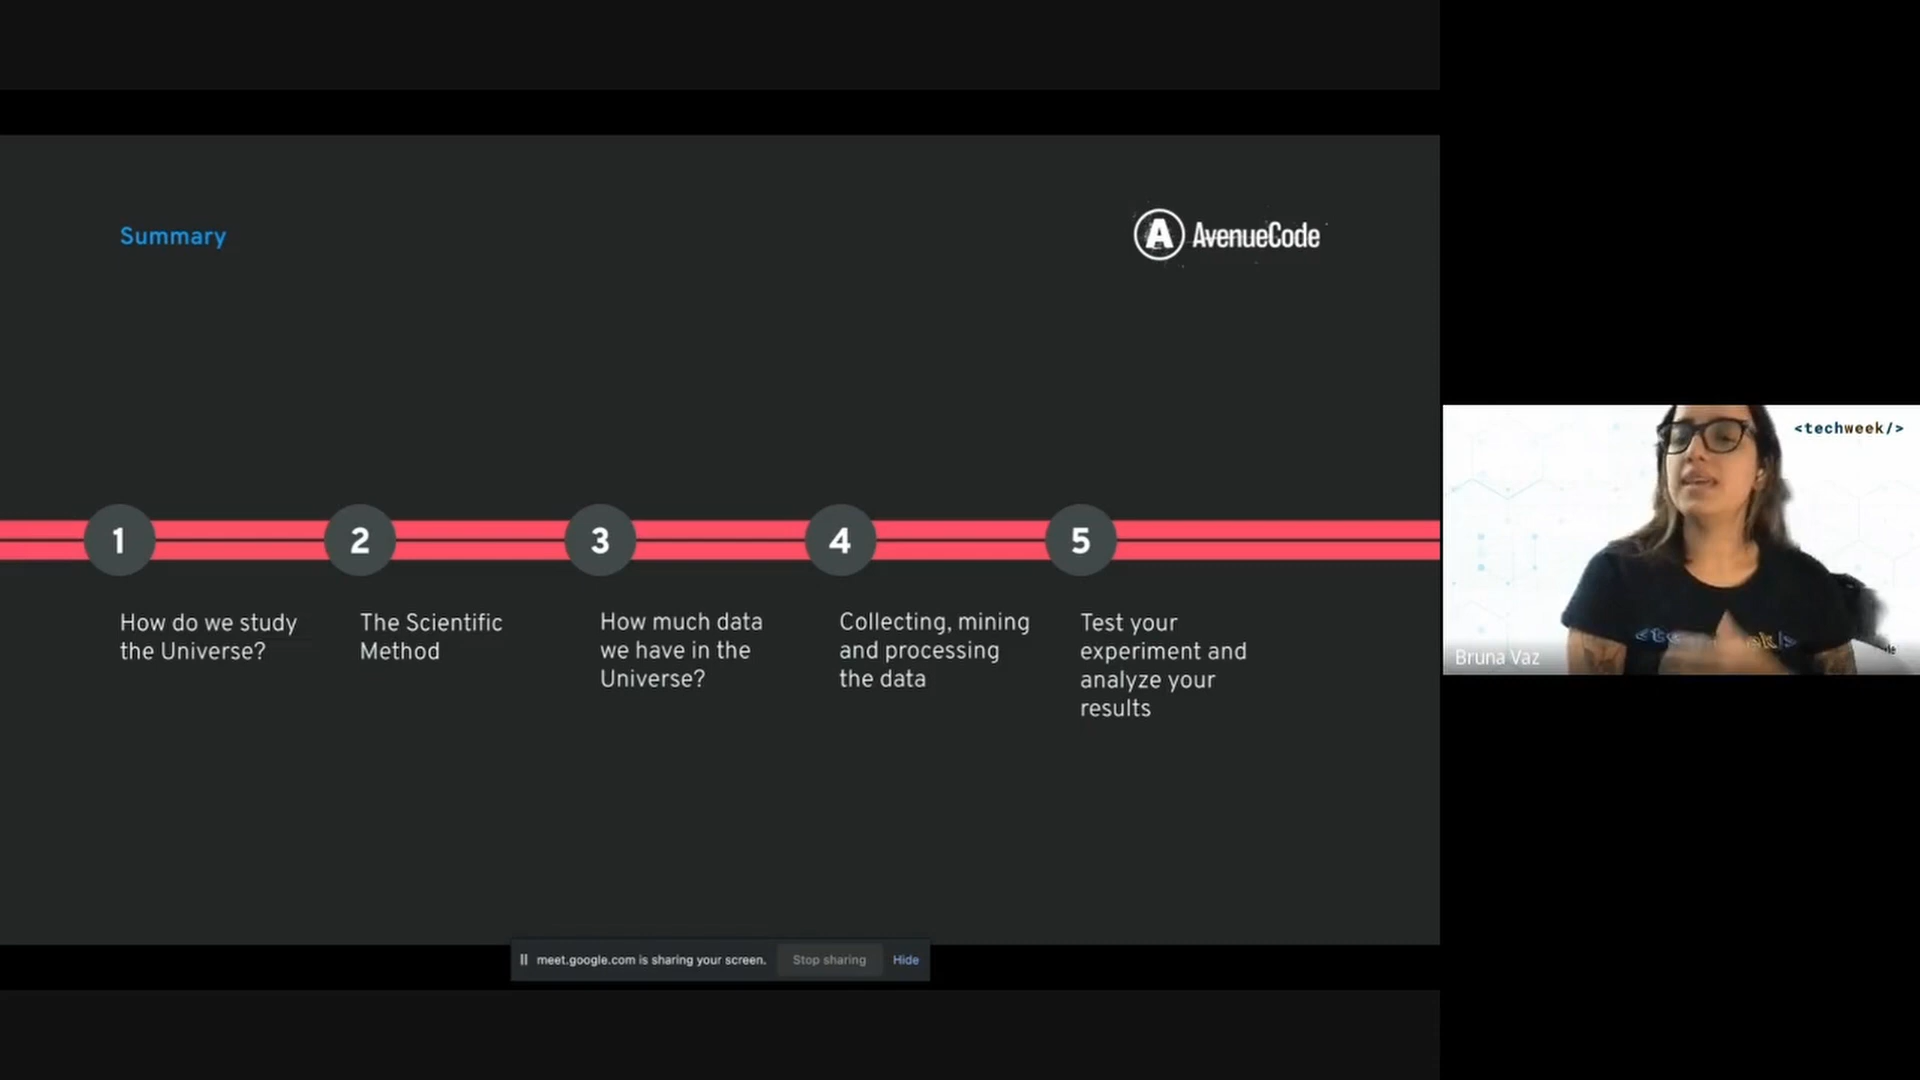 Summary
A AvenueCode
1
2
3
4
5
How do we study
the Universe?
The Scientific
Method
How much data
we have in the
Universe?
Collecting, mining
and processing
the data
Test your
experiment and
analyze your
results
meet.google.com is sharing your screen.
Stop sharing
Hide
<techweek/>
Bruna Vaz